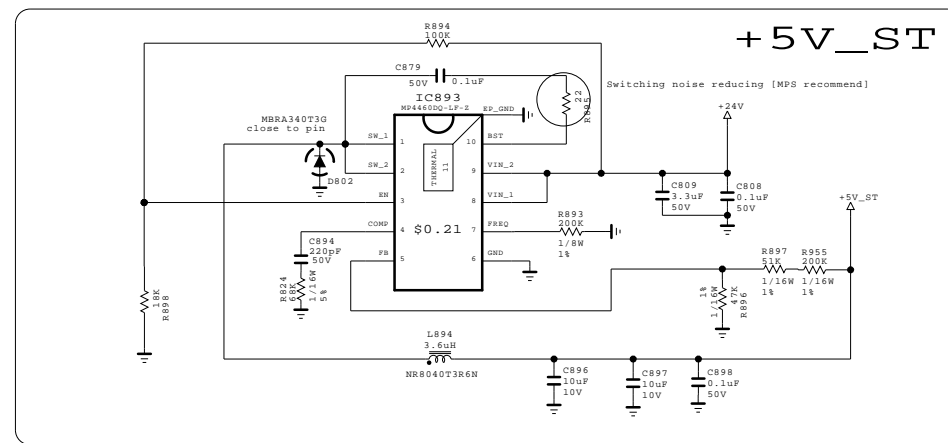 +5V_ST
R894
100K
C879
50V
0.1uF
22
R895
Switching noise reducing [MPS recommend]
IC893
MP4460DQ-LF-Z
EP_GND
+24V
MBRA340T3G
close to pin
SW_1
1
10
BST
THERMAL
11
SW_2
2
9
VIN_2
D802
EN
3
8
VIN_1
C809
3.3uF
50V
C808
0.1uF
50V
+5V_ST
COMP
4
$0.21
7
FREQ
R893
200K
1/8W
1%
C894
220pF
50V
FB
5
6
GND
R897
51K
1/16W
1%
R955
200K
1/16W
1%
R824
68K
1/16W
5%
1%
1/16W
47K
R896
18K
R898
L894
3.6uH
NR8040T3R6N
C896
10uF
10V
C897
10uF
10V
C898
0.1uF
50V